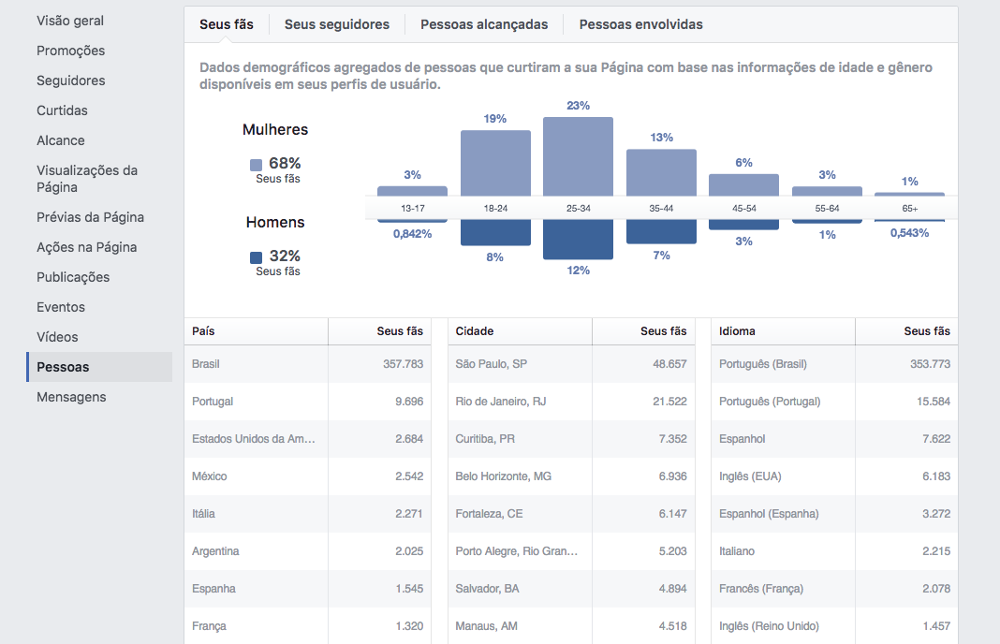 Visão geral
Promoções
Seguidores
Curtidas
Alcance
Visualizações da
Página
Prévias da Página
Ações na Página
Publicações
Eventos
Vídeos
Pessoas
Mensagens
Seus fãs Seus seguidores Pessoas alcançadas Pessoas envolvidas
Dados demográficos agregados de pessoas que curtiram a sua Página com base nas informações de idade e gênero
disponíveis em seus perfis de usuário.
Mulheres
68%
Seus fãs
3% 19% 23% 13% 6% 3% 1%
13-17 18-24 25-34 35-44 45-54 55-64 65+
Homens
32%
Seus fãs
0,842% 8% 12% 7% 3% 1% 0,543%
País Seus fãs Cidade Seus fãs Idioma Seus fãs
Brasil 357.783 São Paulo, SP 48.657 Português (Brasil) 353.773
Portugal 9.696 Rio de Janeiro, RJ 21.522 Português (Portugal) 15.584
Estados Unidos da Am... 2.684 Curitiba, PR 7.352 Espanhol 7.622
México 2.542 Belo Horizonte, MG 6.936 Inglês (EUA) 6.183
Itália 2.271 Fortaleza, CE 6.147 Espanhol (Espanha) 3.272
Argentina 2.025 Porto Alegre, Rio Gran... 5.203 Italiano 2.215
Espanha 1.545 Salvador, BA 4.894 Francês (França) 2.078
França 1.320 Manaus, AM 4.518 Inglês (Reino Unido) 1.457